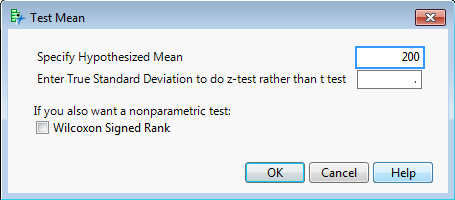 Test Mean
Specify Hypothesized Mean 200
Enter True Standard Deviation to do z-test rather than t test .
If you also want a nonparametric test:
Wilcoxon Signed Rank
OK Cancel Help